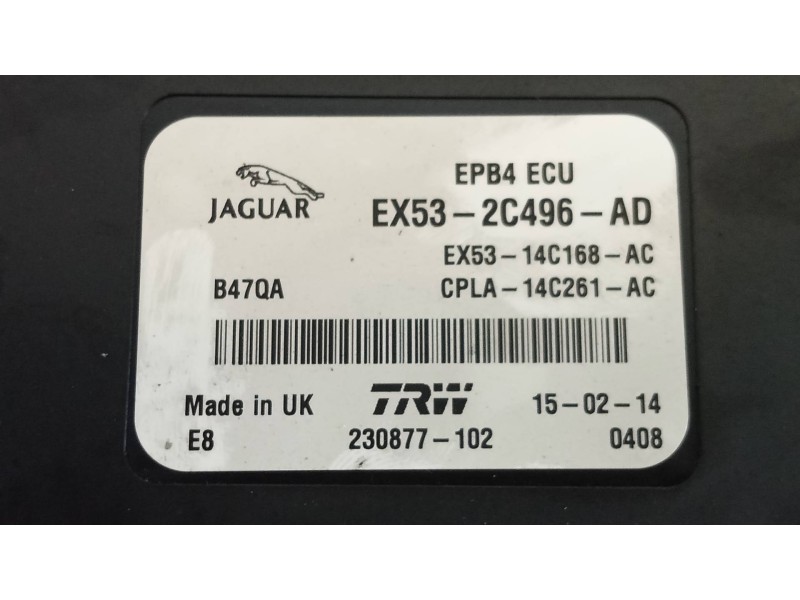 EPB4 ECU
JAGUAR
EX53-2C496-AD
EX53-14C168-AC
B47QA
CPLA-14C261-AC
Made in UK
TRW
15-02-14
E8
230877-102
0408